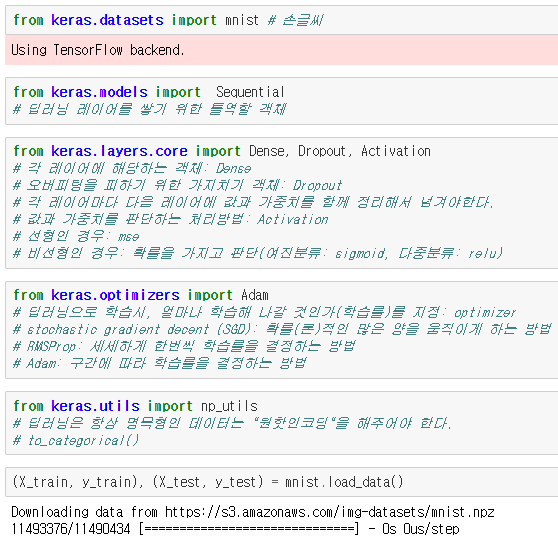 from keras.datasets import mnist # 손글씨
Using TensorFlow backend.
from keras.models import  Sequential
# 딥러닝 레이어를 쌓기 위한 틀역할 객체
from keras.layers.core import Dense, Dropout, Activation
# 각 레이어에 해당하는 객체: Dense
# 오버피팅을 피하기 위한 가지치기 객체: Dropout
# 각 레이어마다 다음 레이어에 값과 가중치를 함께 정리해서 넘겨야한다.
# 값과 가중치를 판단하는 처리방법: Activation
# 선형인 경우: mse
# 비선형인 경우: 확률을 가지고 판단(여진분류: sigmoid, 다중분류: relu)
from keras.optimizers import Adam
# 딥러닝으로 학습시, 얼마나 학습해 나갈 것인가(학습률)를 지정: optimizer
# stochastic gradient decent (SGD): 확률(론)적인 많은 양을 움직이게 하는 방법
# RMSProp: 세세하게 한번씩 학습률을 결정하는 방법
# Adam: 구간에 따라 학습률을 결정하는 방법
from keras.utils import np_utils
# 딥러닝은 항상 명목형인 데이터는 "원핫인코딩"을 해주어야 한다.
# to_categorical()
(X_train, y_train), (X_test, y_test) = mnist.load_data()
Downloading data from https://s3.amazonaws.com/img-datasets/mnist.npz
11493376/11490434 [==============================] - 0s 0us/step